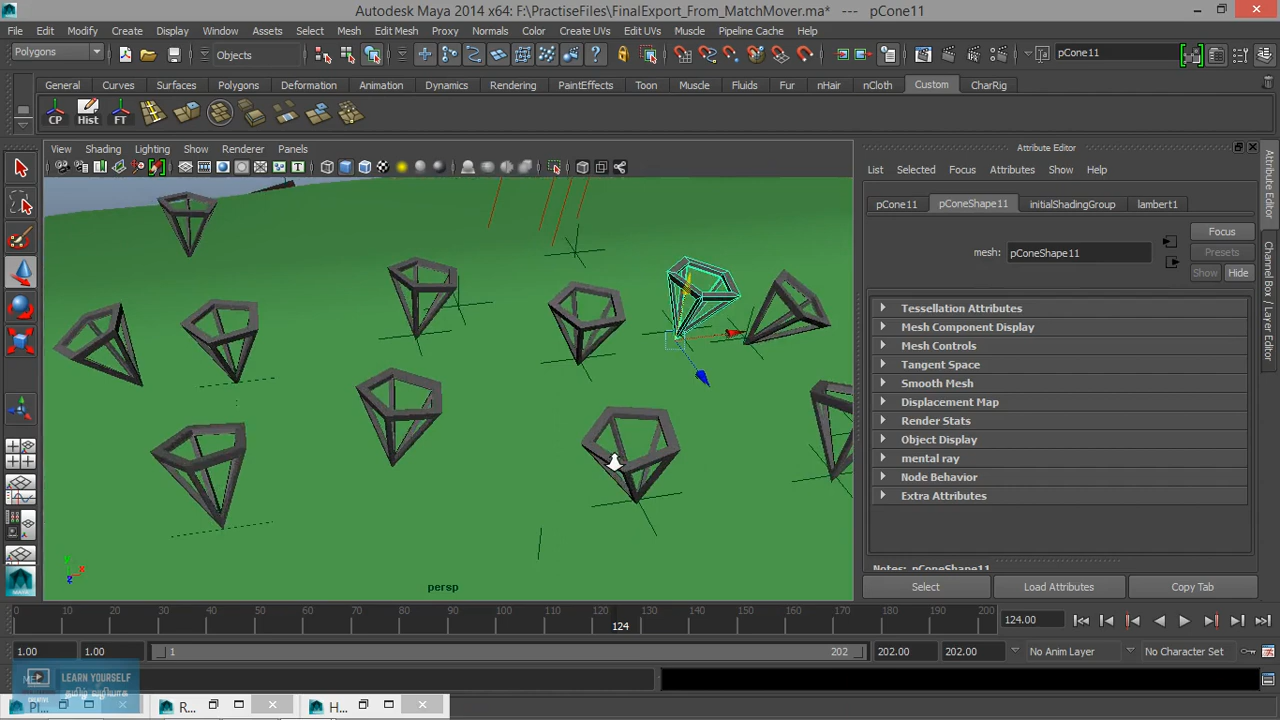 Autodesk Maya 2014 x64: F:\PractiseFiles\FinalExport_From_MatchMover.ma* --- pCone11
File Edit Modify Create Display Window Assets Select Mesh Edit Mesh Proxy Normals Color Create UVs Edit UVs Muscle Pipeline Cache Help
Polygons Objects pCone11
General Curves Surfaces Polygons Deformation Animation Dynamics Rendering PaintEffects Toon Muscle Fluids Fur nHair nCloth Custom CharRig
CP Hist FT
View Shading Lighting Show Renderer Panels
Attribute Editor
List Selected Focus Attributes Show Help
pCone11 pConeShape11 initialShadingGroup lambert1
Focus
mesh: pConeShape11 Presets
Show Hide
Tessellation Attributes
Mesh Component Display
Mesh Controls
Tangent Space
Smooth Mesh
Displacement Map
Render Stats
Object Display
mental ray
Node Behavior
Extra Attributes
Notes: pConeShape11
Select Load Attributes Copy Tab
Attribute Editor
Channel Box / Layer Editor
y
x
z
persp
0 10 20 30 40 50 60 70 80 90 100 110 120 130 140 150 160 170 180 190 200
124
124.00
1.00 1.00 1 202 202.00 202.00 No Anim Layer No Character Set
LEARN YOURSELF
தமிழ் வழியாக
CREATIVE
Pl... R... H...